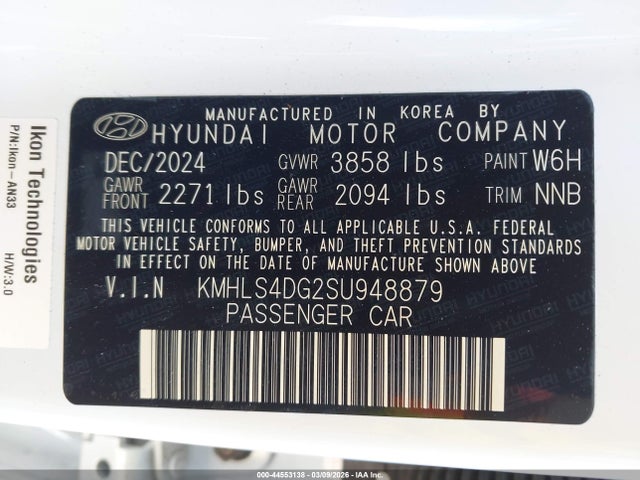 MANUFACTURED IN KOREA BY
HYUNDAI MOTOR COMPANY
DEC/2024 GVWR 3858 lbs PAINT W6H
GAWR FRONT 2271 lbs GAWR REAR 2094 lbs TRIM NNB
THIS VEHICLE CONFORMS TO ALL APPLICABLE U.S.A. FEDERAL
MOTOR VEHICLE SAFETY, BUMPER, AND THEFT PREVENTION STANDARDS
IN EFFECT ON THE DATE OF MANUFACTURE SHOWN ABOVE
V.I.N KMHLS4DG2SU948879
PASSENGER CAR
Ikon Technologies
P/N:Ikon-AN33 H/W:3.0
000-44553138 - 03/09/2026 - IAA Inc.